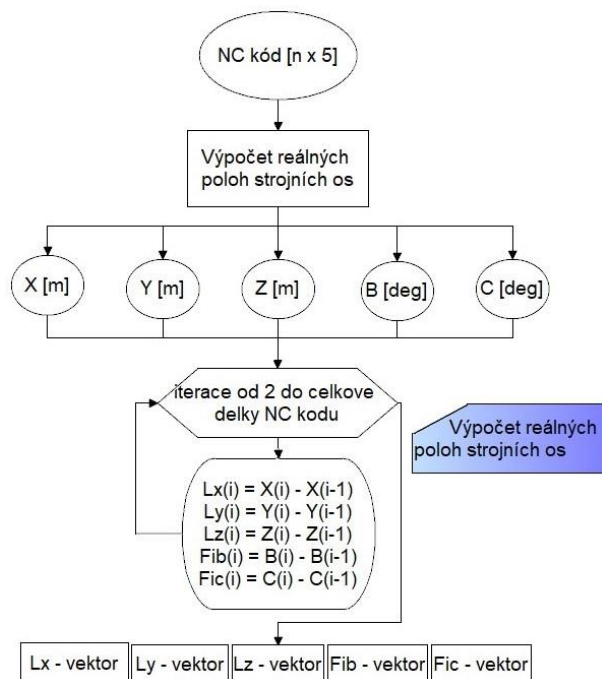 NC kód [n x 5]
Výpočet reálných
poloh strojních os
X [m]
Y [m]
Z [m]
B [deg]
C [deg]
iterace od 2 do celkove
delky NC kodu
Výpočet reálných
poloh strojních os
Lx(i) = X(i) - X(i-1)
Ly(i) = Y(i) - Y(i-1)
Lz(i) = Z(i) - Z(i-1)
Fib(i) = B(i) - B(i-1)
Fic(i) = C(i) - C(i-1)
Lx - vektor
Ly - vektor
Lz - vektor
Fib - vektor
Fic - vektor